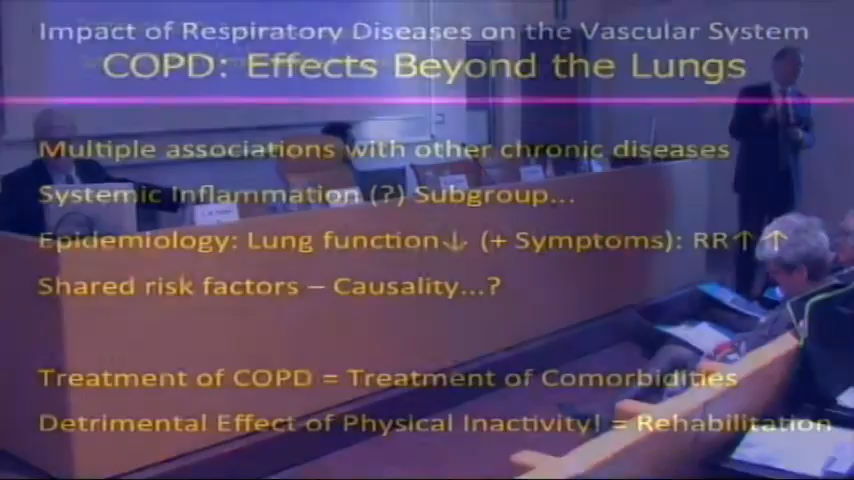 Impact of Respiratory Diseases on the Vascular System
COPD: Effects Beyond the Lungs
Multiple associations with other chronic diseases
Systemic Inflammation (?) Subgroup...
Epidemiology: Lung function↓ (+ Symptoms): RR↑↑
Shared risk factors – Causality...?
Treatment of COPD = Treatment of Comorbidities
Detrimental Effect of Physical Inactivity! = Rehabilitation